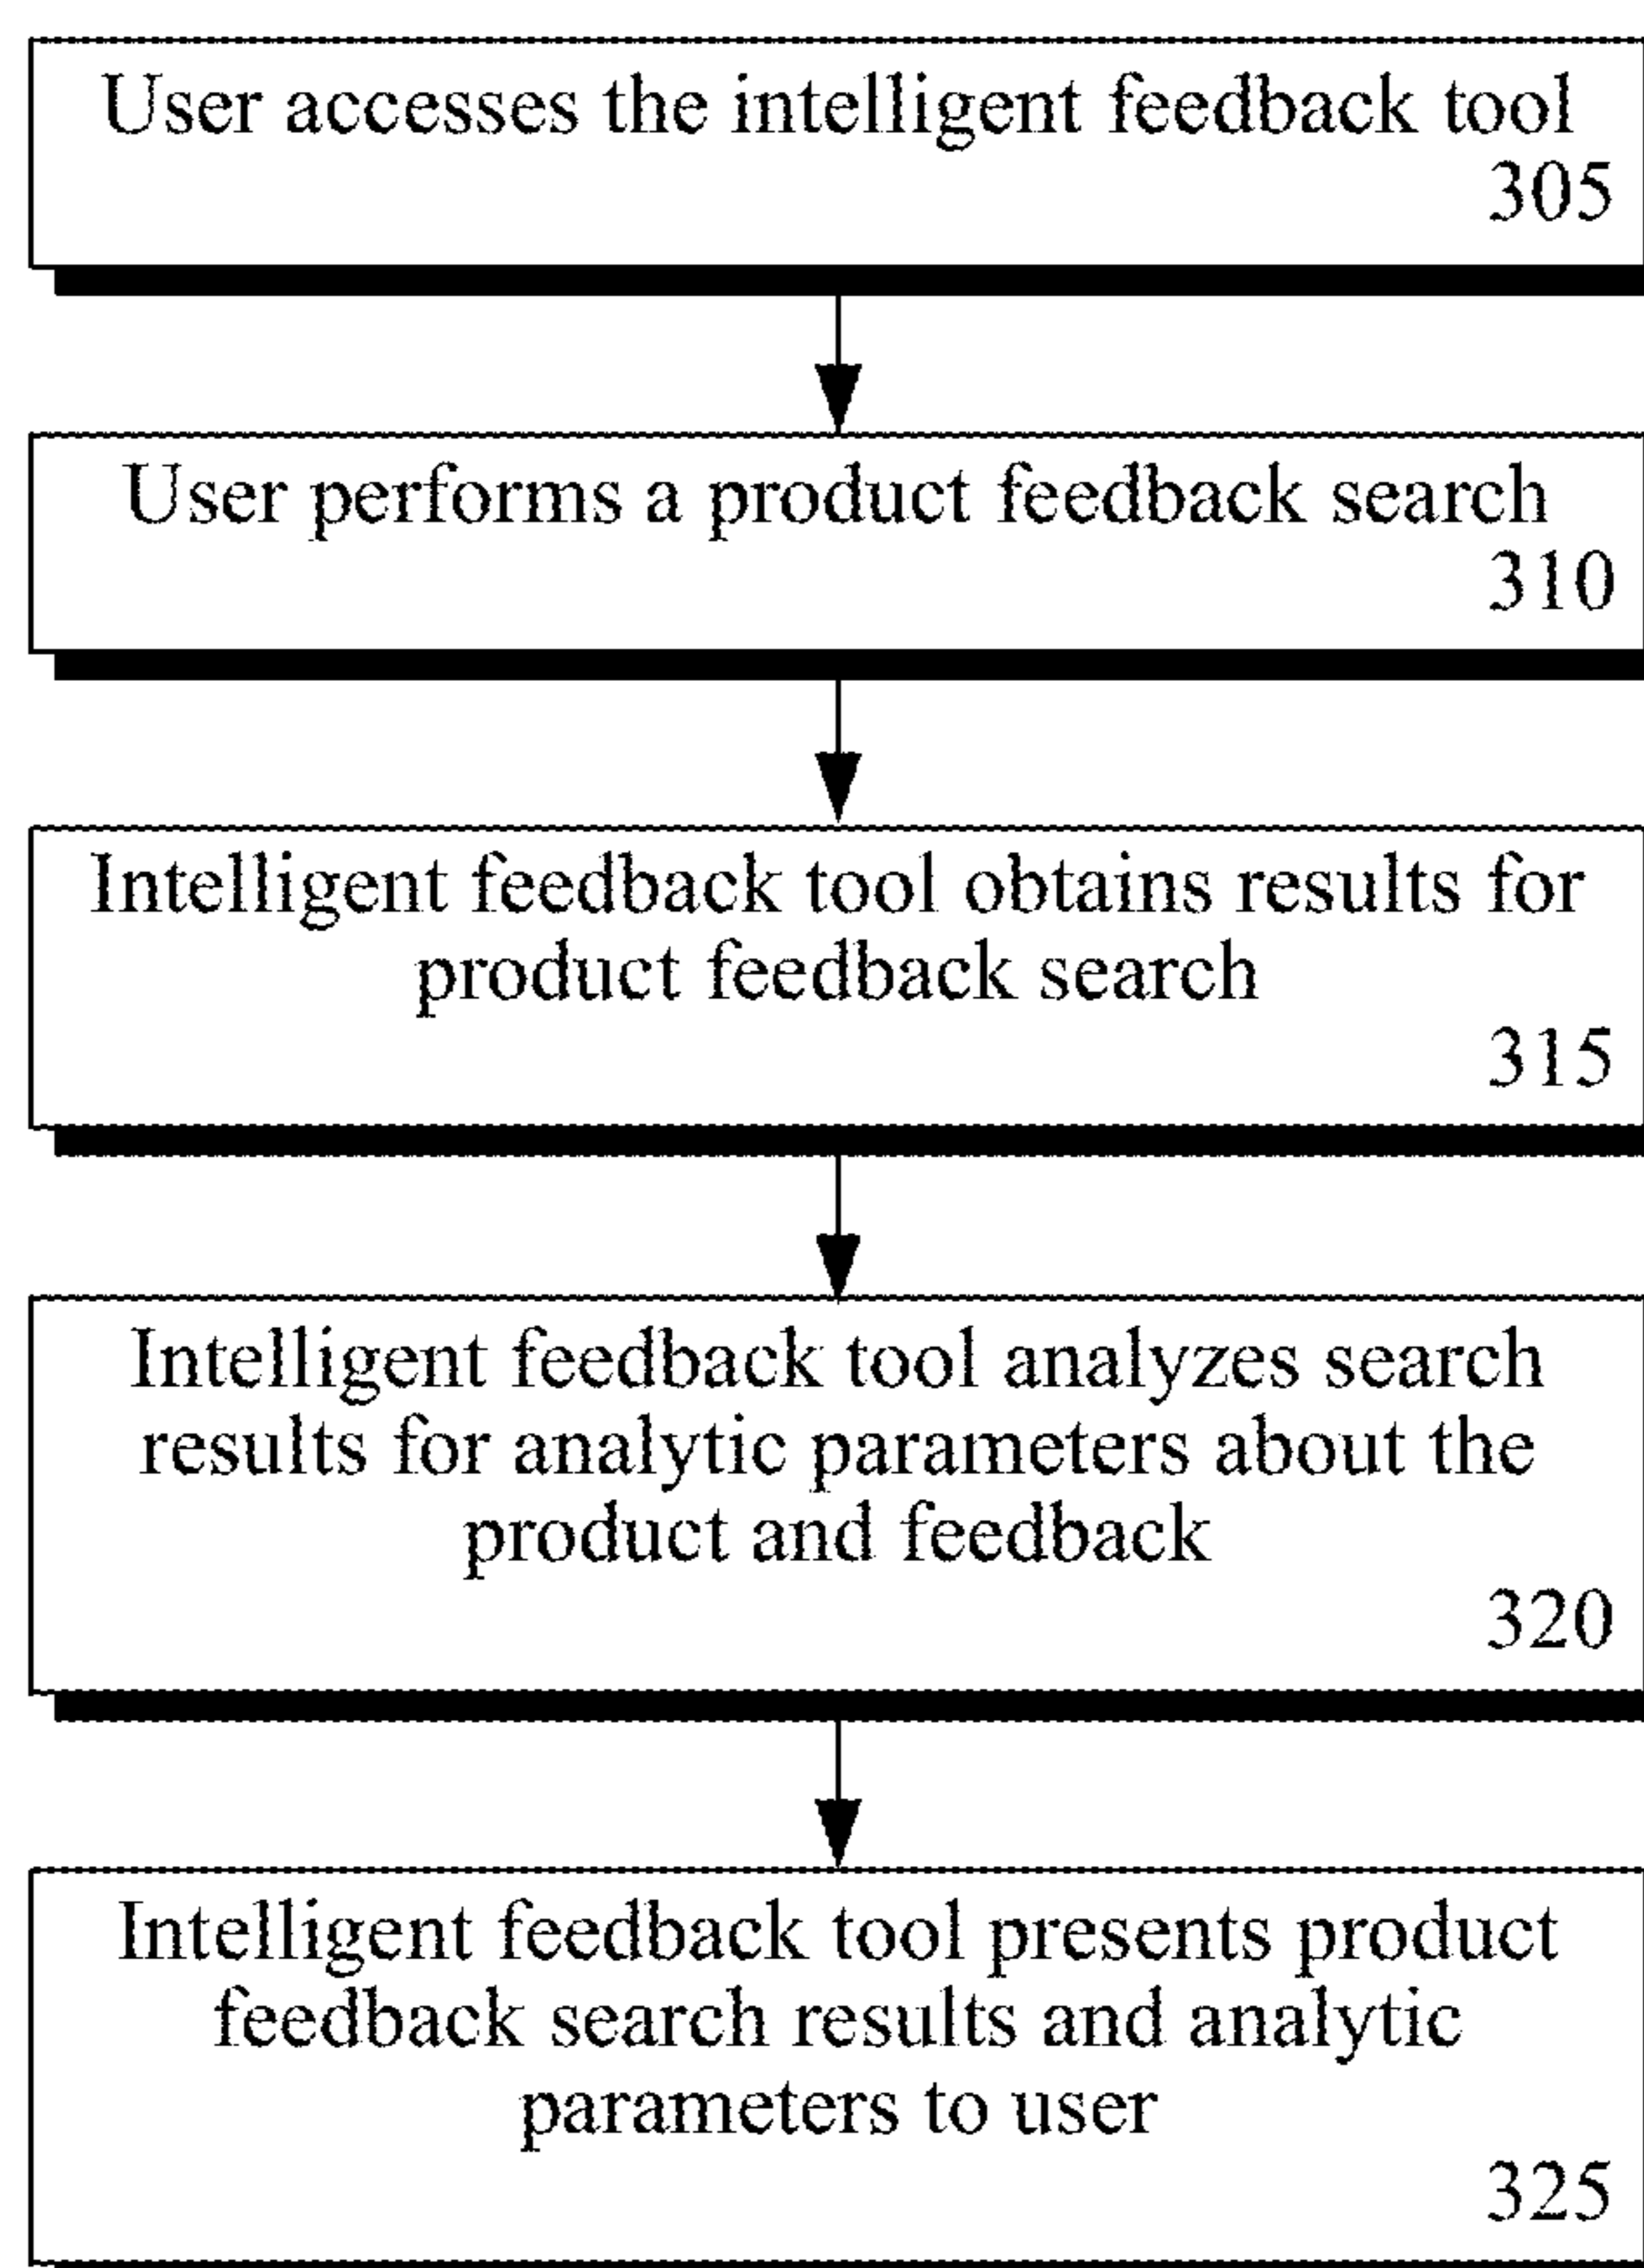 User accesses the intelligent feedback tool
305
User performs a product feedback search
310
Intelligent feedback tool obtains results for
product feedback search
315
Intelligent feedback tool analyzes search
results for analytic parameters about the
product and feedback
320
Intelligent feedback tool presents product
feedback search results and analytic
parameters to user
325